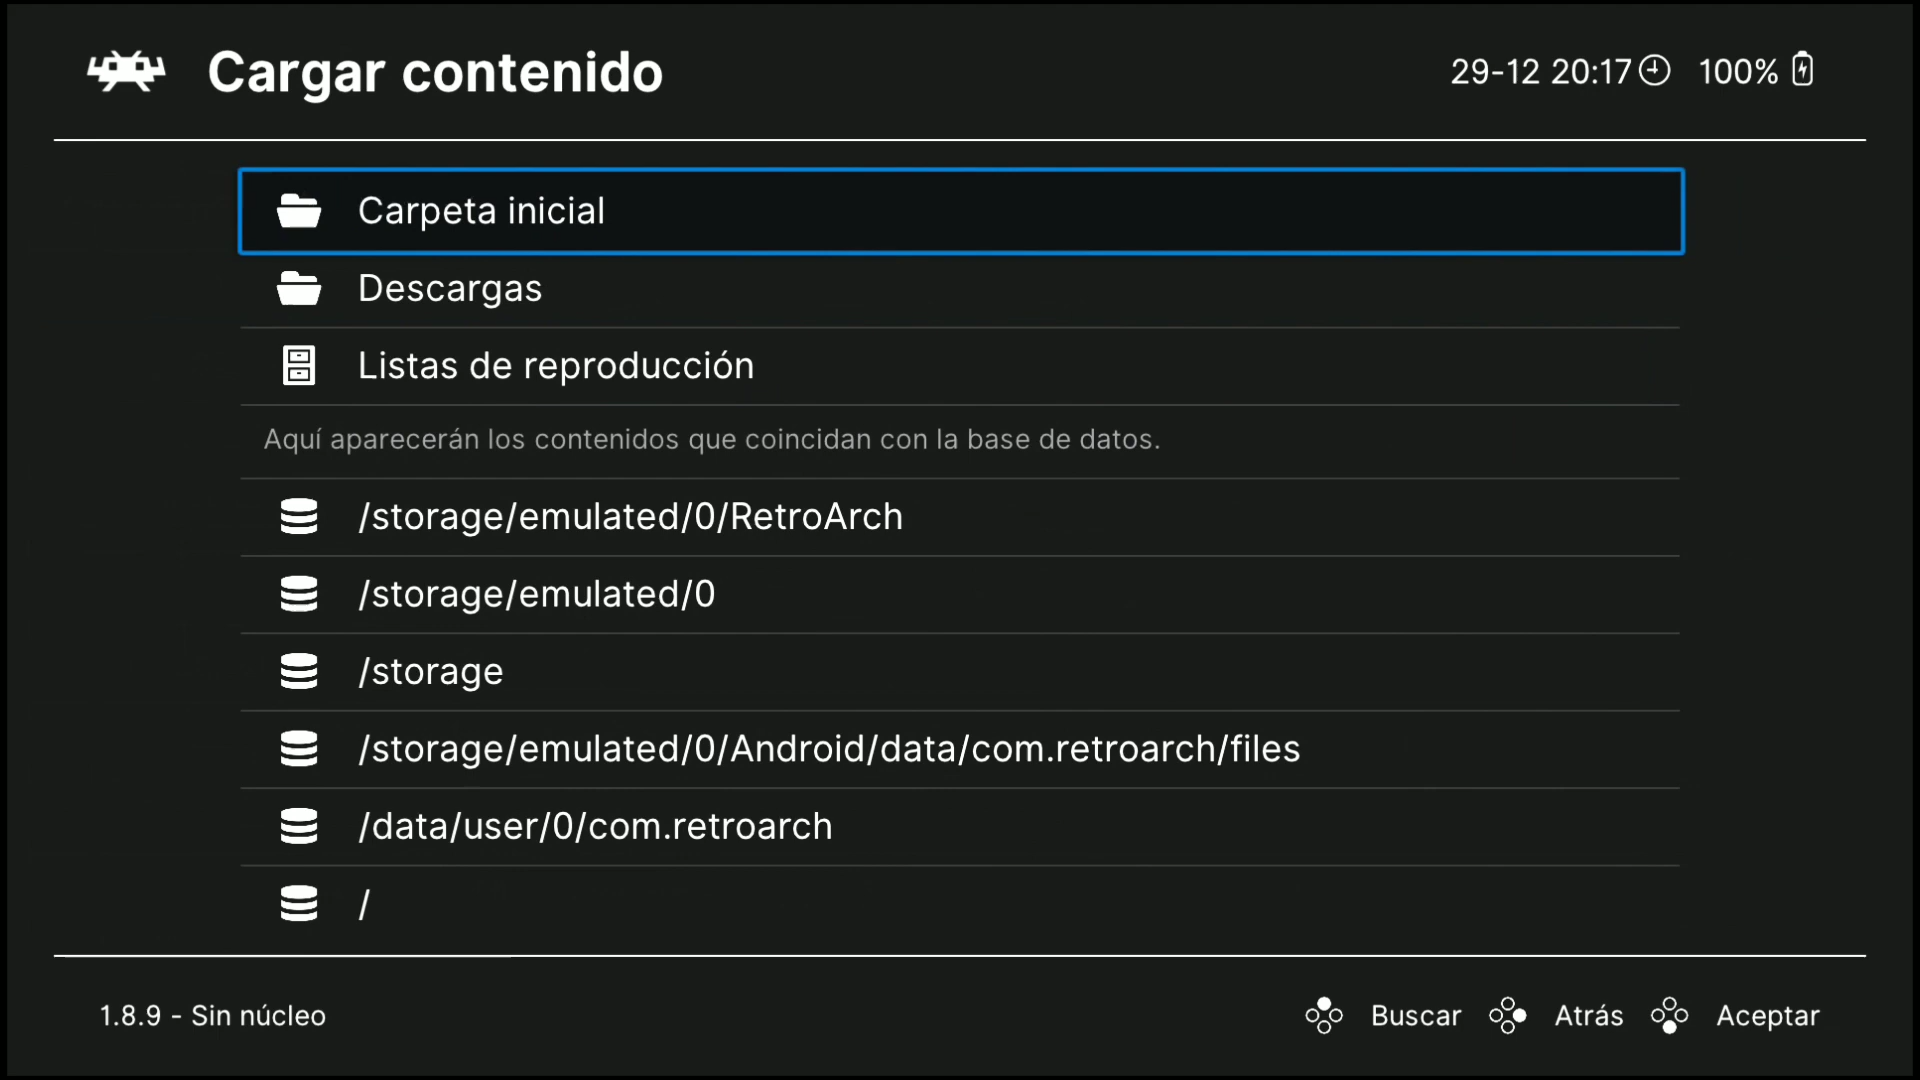 Cargar contenido
29-12 20:17 100%
Carpeta inicial
Descargas
Listas de reproducción
Aquí aparecerán los contenidos que coincidan con la base de datos.
/storage/emulated/0/RetroArch
/storage/emulated/0
/storage
/storage/emulated/0/Android/data/com.retroarch/files
/data/user/0/com.retroarch
/
1.8.9 - Sin núcleo
Buscar Atrás Aceptar